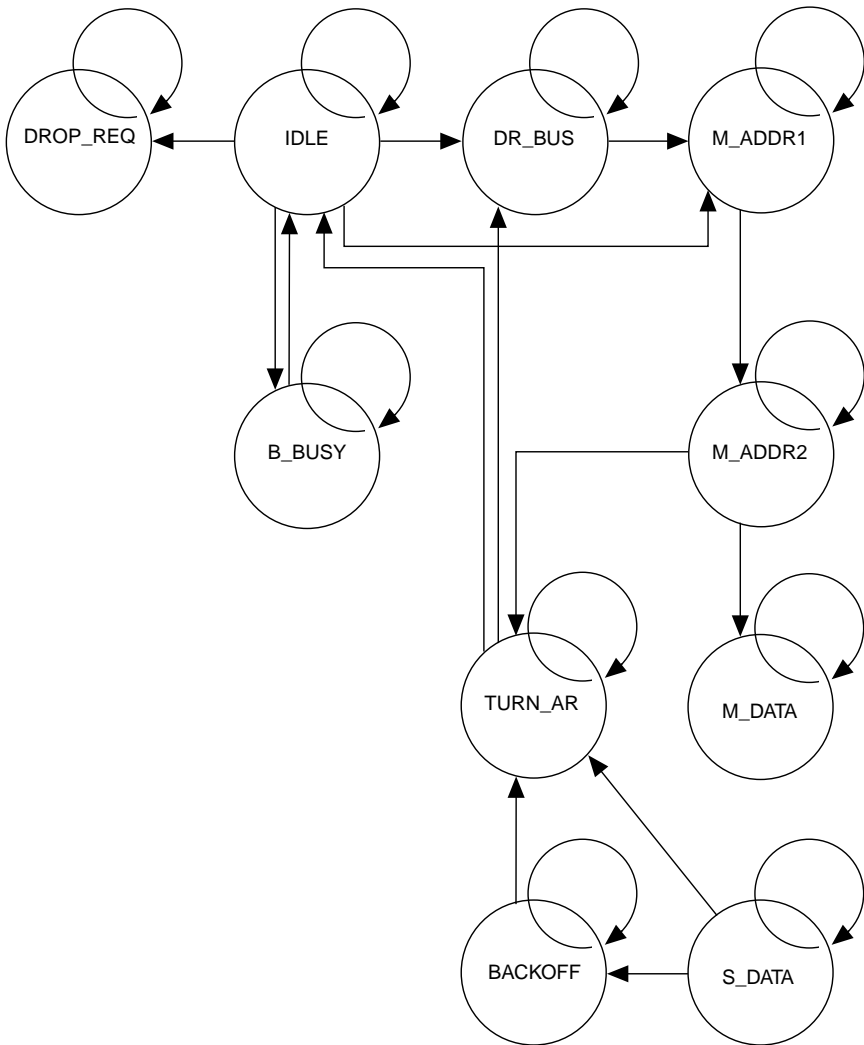 DROP_REQ
IDLE
DR_BUS
M_ADDR1
B_BUSY
M_ADDR2
TURN_AR
M_DATA
BACKOFF
S_DATA